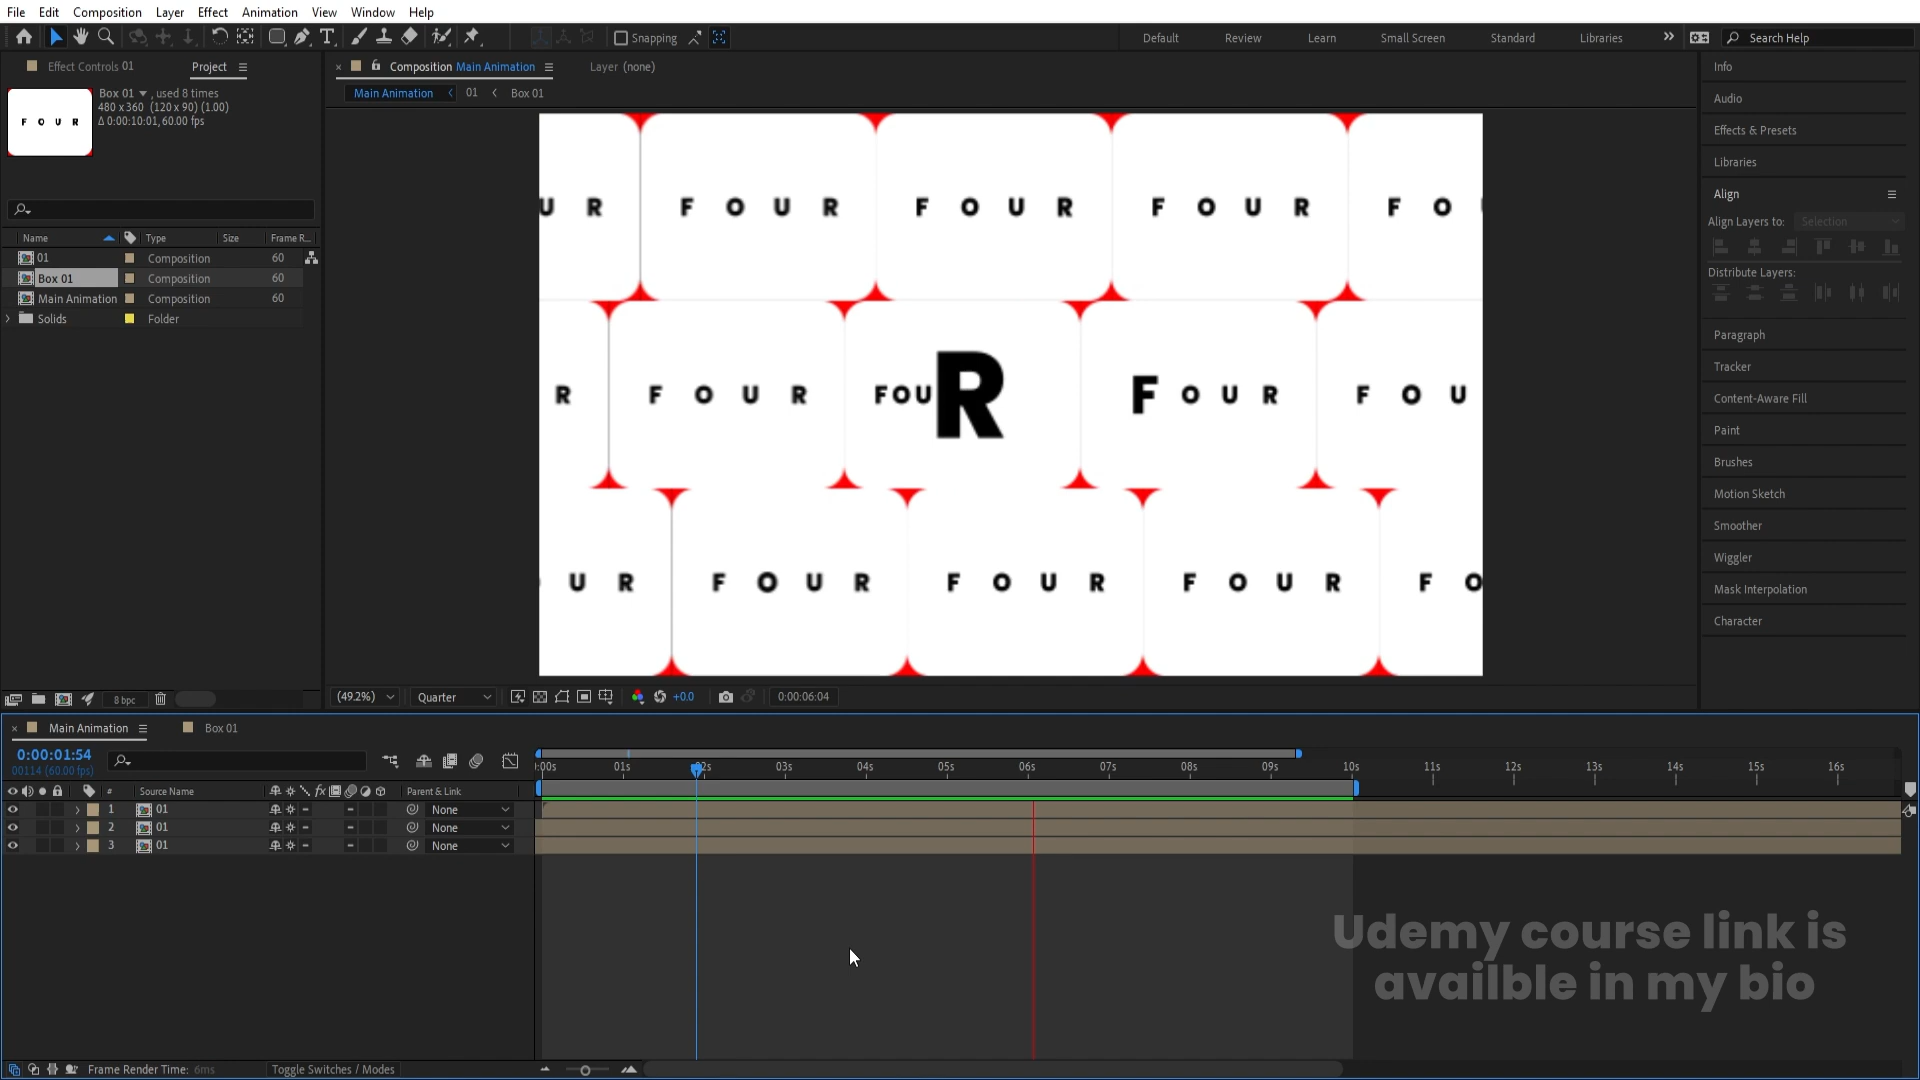 File Edit Composition Layer Effect Animation View Window Help
Snapping
Default Review Learn Small Screen Standard Libraries
Search Help
Effect Controls 01 Project
Box 01 , used 8 times
480 x 360 (120 x 90) (1.00)
Δ 0:00:10:01, 60.00 fps
F O U R
Name Type Size Frame R...
01 Composition 60
Box 01 Composition 60
Main Animation Composition 60
Solids Folder
8 bpc
Composition Main Animation
Layer (none)
Main Animation 01 Box 01
U R F O U R F O U R F O U R F O
R F O U R FOUR FOUR F O U
U R F O U R F O U R F O U R F O
(49.2%) Quarter +0.0 0:00:06:04
Info
Audio
Effects & Presets
Libraries
Align
Align Layers to: Selection
Distribute Layers:
Paragraph
Tracker
Content-Aware Fill
Paint
Brushes
Motion Sketch
Smoother
Wiggler
Mask Interpolation
Character
Main Animation Box 01
0:00:01:54
00114 (60.00 fps)
:00s 01s 02s 03s 04s 05s 06s 07s 08s 09s 10s 11s 12s 13s 14s 15s 16s
# Source Name Parent & Link
1 01 None
2 01 None
3 01 None
Udemy course link is
availble in my bio
Frame Render Time: 6ms Toggle Switches / Modes